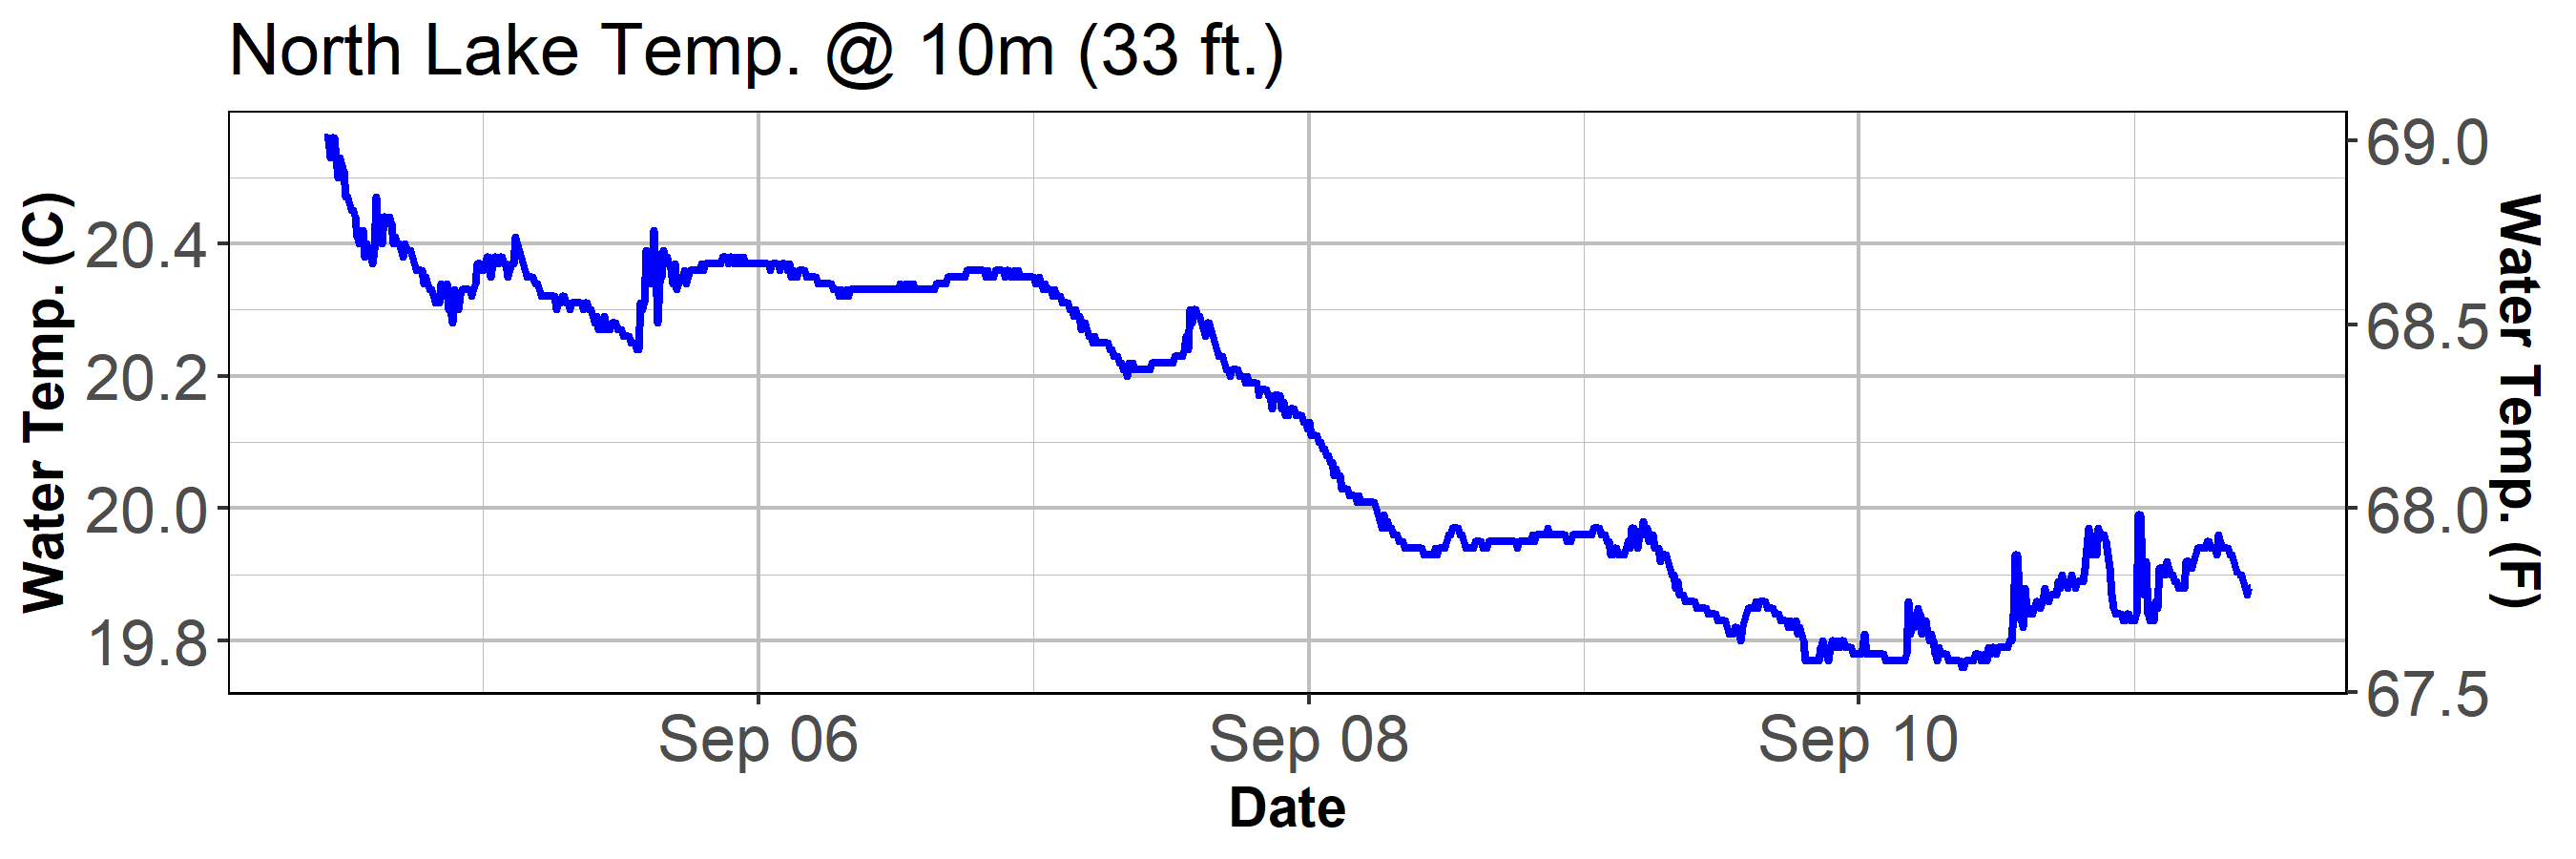 North Lake Temp. @ 10m (33 ft.)
Water Temp. (C)
20.4
20.2
20.0
19.8
69.0
68.5
68.0
67.5
Water Temp. (F)
Sep 06
Sep 08
Sep 10
Date